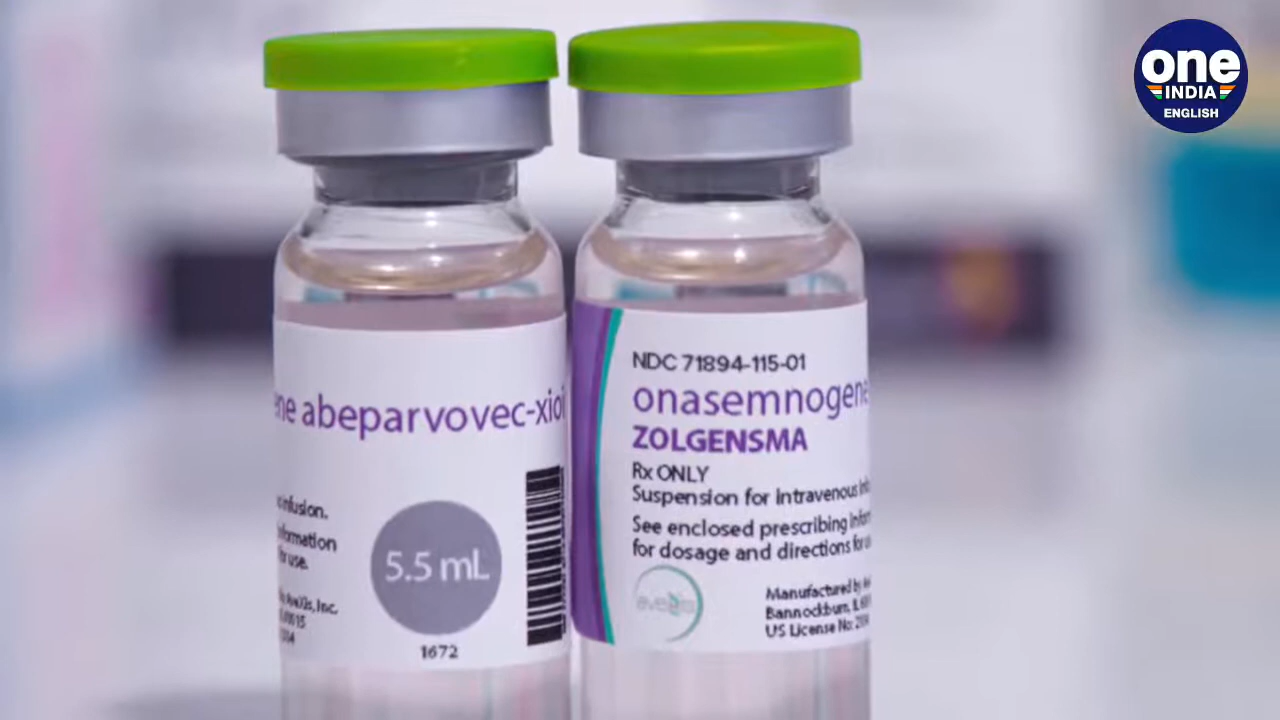 one
INDIA
ENGLISH
ne abeparvovec-xioi
infusion.
for use.
5.5 mL
1672
NDC 71894-115-01
onasemnogene
ZOLGENSMA
Rx ONLY
Suspension for Intravenous
See enclosed prescribing
for dosage and directions for
avexis
Manufactured by
Bannockburn, IL
US License No: